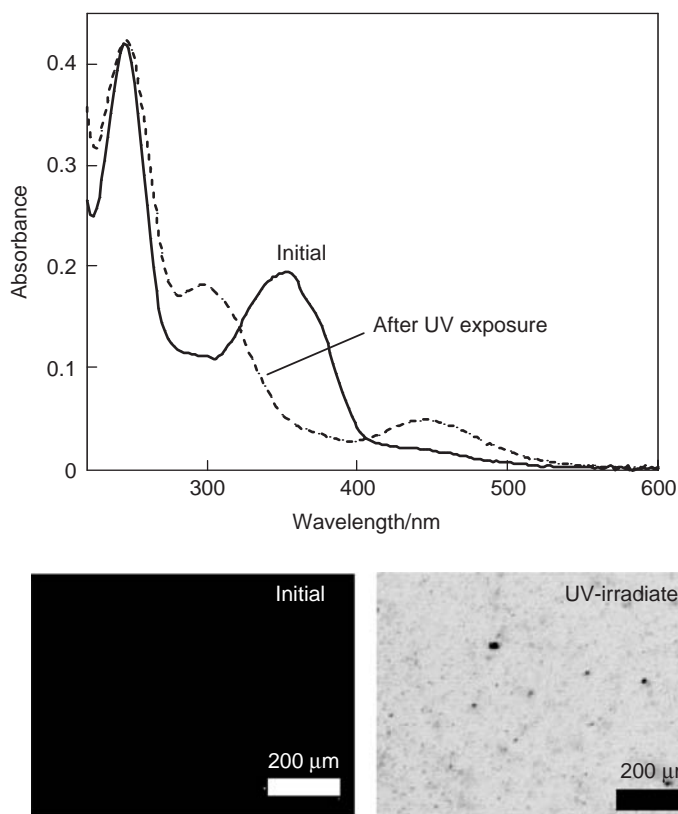 0.4
0.3
0.2
0.1
0
Absorbance
Initial
After UV exposure
300
400
500
600
Wavelength/nm
Initial
UV-irradiate
200 μm
200 μm